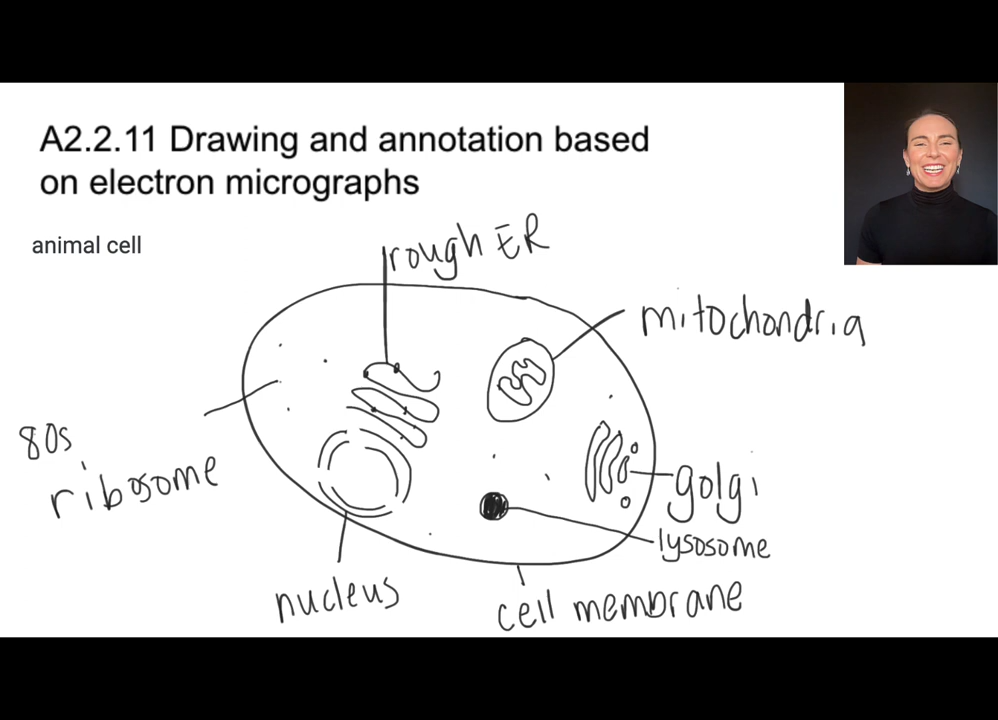 A2.2.11 Drawing and annotation based
on electron micrographs
animal cell
rough ER
mitochondria
80s
ribosome
golgi
lysosome
nucleus
cell membrane